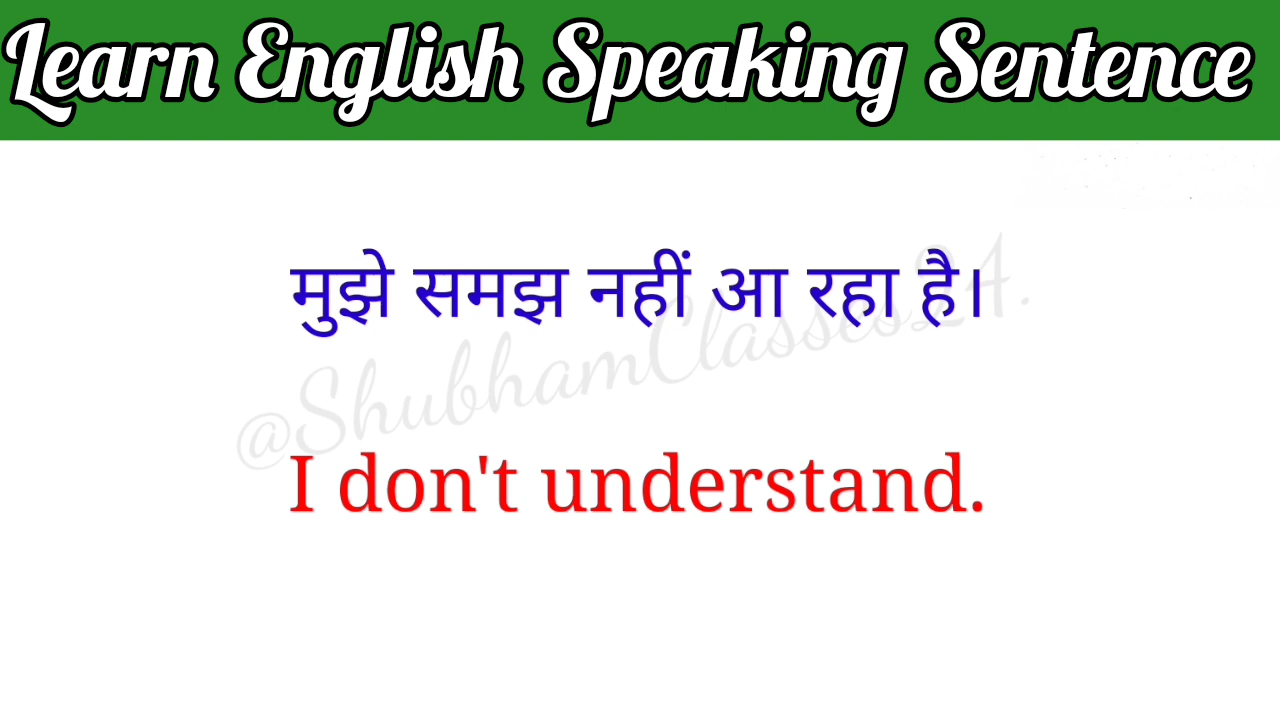 Learn English Speaking Sentence
मुझे समझ नहीं आ रहा है।
@ShubhamClasses24.
I don't understand.